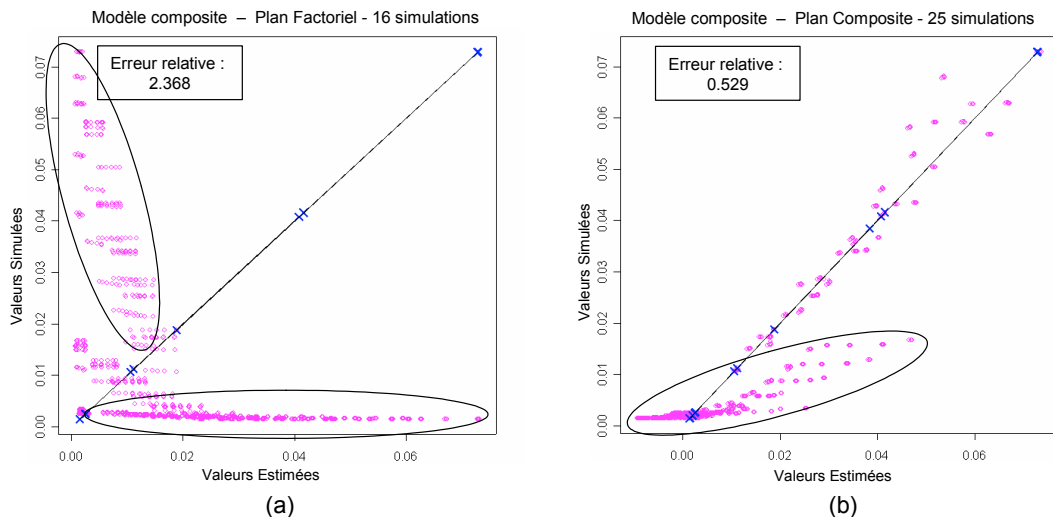 Modèle composite – Plan Factoriel - 16 simulations
Erreur relative :
2.368
Valeurs Simulées
0.00
0.01
0.02
0.03
0.04
0.05
0.06
0.07
0.00
0.02
0.04
0.06
Valeurs Estimées
(a)
Modèle composite – Plan Composite - 25 simulations
Erreur relative :
0.529
Valeurs Simulées
0.00
0.01
0.02
0.03
0.04
0.05
0.06
0.07
0.00
0.02
0.04
0.06
Valeurs Estimées
(b)